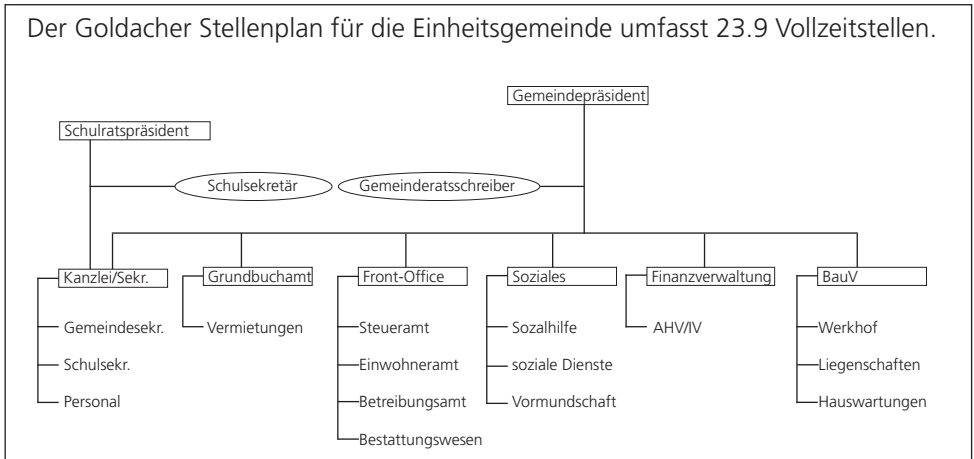 Der Goldacher Stellenplan für die Einheitsgemeinde umfasst 23.9 Vollzeitstellen.
Gemeindepräsident
Schulratspräsident
Schulsekretär Gemeinderatsschreiber
Kanzlei/Sekr. Grundbuchamt Front-Office Soziales Finanzverwaltung BauV
Gemeindesekr. Vermietungen Steueramt Sozalhilfe AHV/IV Werkhof
Schulsekr. Einwohneramt soziale Dienste Liegenschaften
Personal Betreibungsamt Vormundschaft Hauswartungen
Bestattungswesen